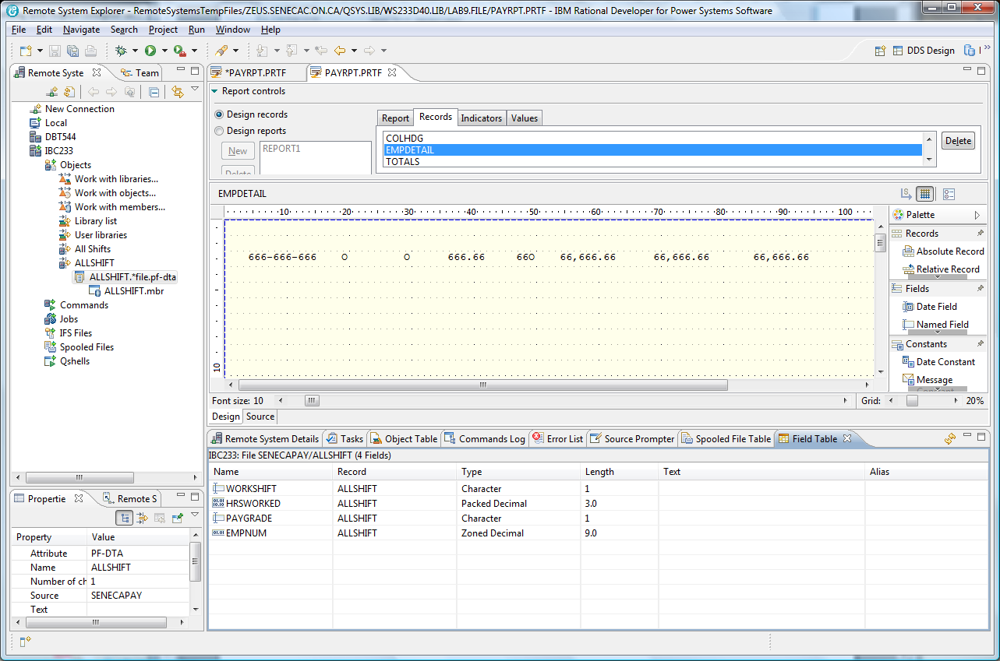 Remote System Explorer - RemoteSystemsTempFiles/ZEUS.SENECAC.ON.CA/QSYS.LIB/WS233D40.LIB/LAB9.FILE/PAYRPT.PRTF - IBM Rational Developer for Power Systems Software
File Edit Navigate Search Project Run Window Help
DDS Design
Remote Syste
Team
New Connection
Local
DBT544
IBC233
Objects
Work with libraries...
Work with objects...
Work with members...
Library list
User libraries
All Shifts
ALLSHIFT
ALLSHIFT.*file.pf-dta
ALLSHIFT.mbr
Commands
Jobs
IFS Files
Spooled Files
Qshells
Propertie
Remote S
Property Value
Attribute PF-DTA
Name ALLSHIFT
Number of ch 1
Source SENECAPAY
Text
*PAYRPT.PRTF
PAYRPT.PRTF
Report controls
Design records
Design reports
New
REPORT1
Delete
Report Records Indicators Values
COLHDG
EMPDETAIL
TOTALS
Delete
EMPDETAIL
10 20 30 40 50 60 70 80 90 100
666-666-666 O O 666.66 66O 66,666.66 66,666.66 66,666.66
10
Palette
Records
Absolute Record
Relative Record
Fields
Date Field
Named Field
Constants
Date Constant
Message
Font size: 10
Grid: 20%
Design Source
Remote System Details Tasks Object Table Commands Log Error List Source Prompter Spooled File Table Field Table
IBC233: File SENECAPAY/ALLSHIFT (4 Fields)
Name Record Type Length Text Alias
WORKSHIFT ALLSHIFT Character 1
HRSWORKED ALLSHIFT Packed Decimal 3.0
PAYGRADE ALLSHIFT Character 1
EMPNUM ALLSHIFT Zoned Decimal 9.0